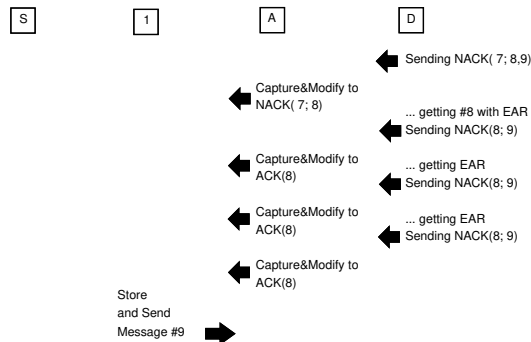 S 1 A D
Sending NACK( 7; 8,9)
Capture&Modify to
NACK( 7; 8)
... getting #8 with EAR
Sending NACK(8; 9)
Capture&Modify to
ACK(8)
... getting EAR
Sending NACK(8; 9)
Capture&Modify to
ACK(8)
... getting EAR
Sending NACK(8; 9)
Capture&Modify to
ACK(8)
Store
and Send
Message #9